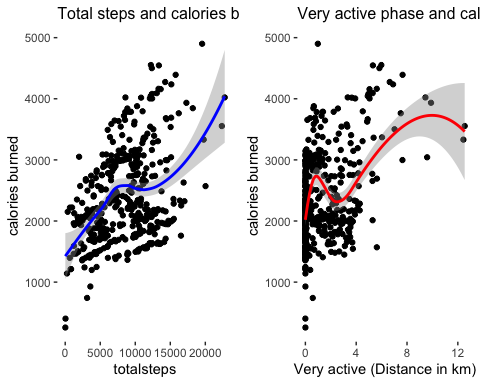 Total steps and calories b
5000
4000
3000
2000
1000
calories burned
0 5000 10000 15000 20000
totalsteps
Very active phase and cal
5000
4000
3000
2000
1000
calories burned
0 4 8 12
Very active (Distance in km)